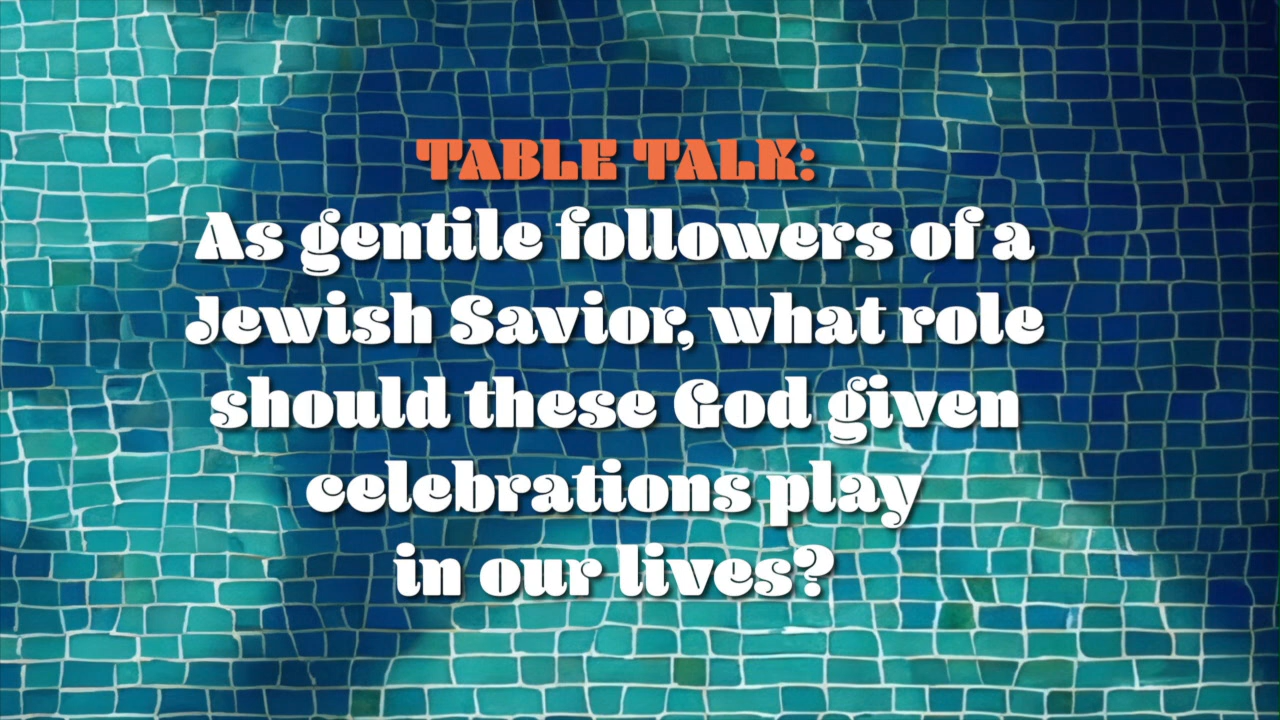 TABLE TALK:
As gentile followers of a
Jewish Savior, what role
should these God given
celebrations play
in our lives?